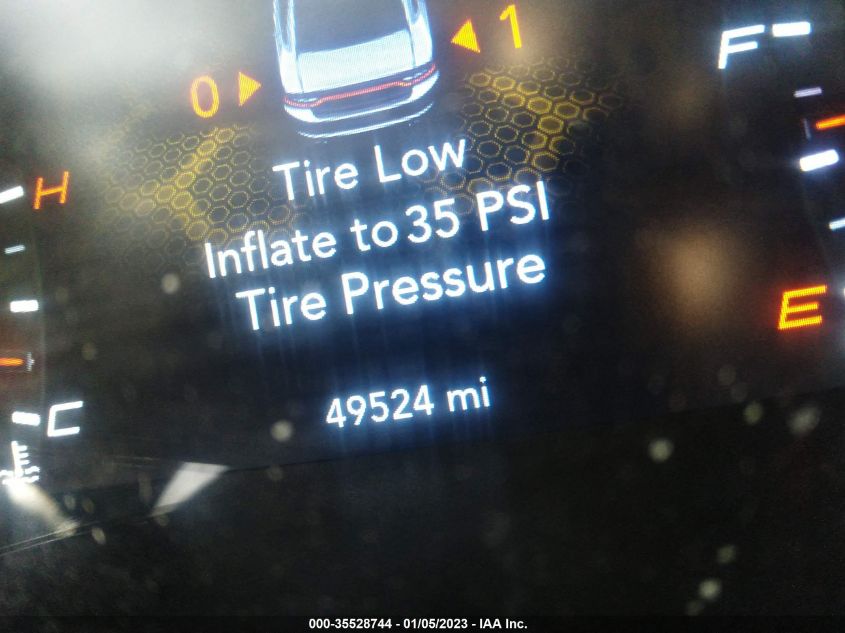 1
0
F
H
Tire Low
Inflate to 35 PSI
Tire Pressure
E
49524 mi
C
000-35528744 - 01/05/2023 - IAA Inc.